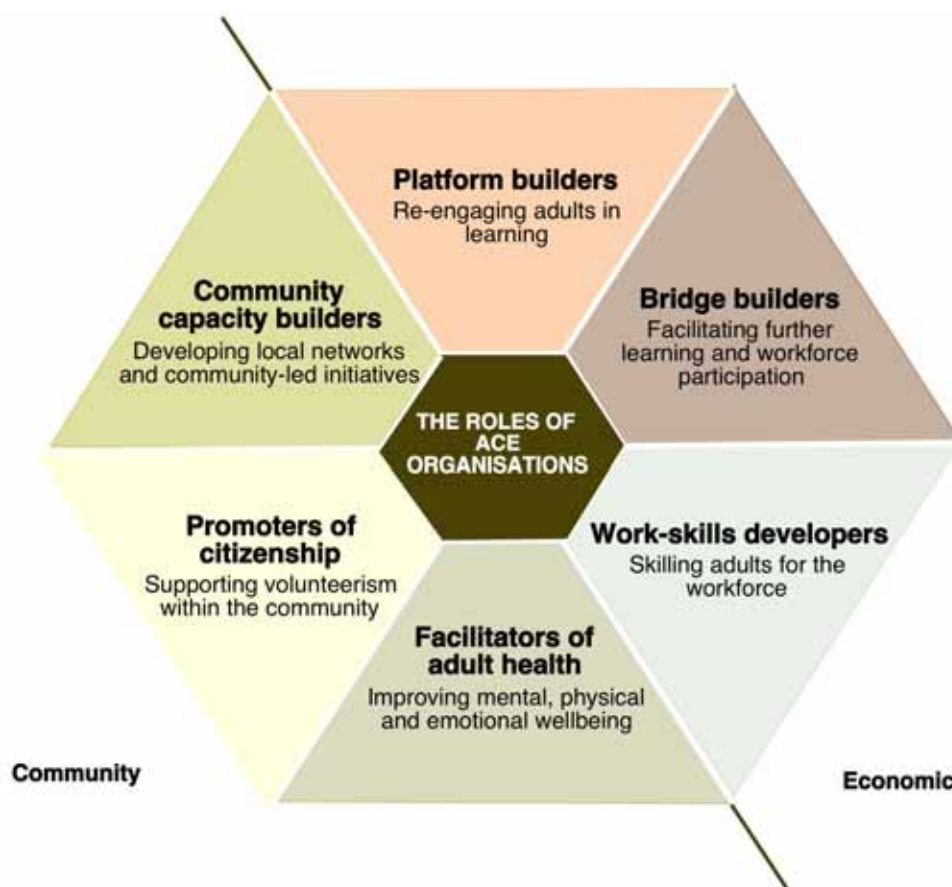 Platform builders
Re-engaging adults in
learning
Bridge builders
Facilitating further
learning and workforce
participation
Community
capacity builders
Developing local networks
and community-led initiatives
THE ROLES OF
ACE
ORGANISATIONS
Work-skills developers
Skilling adults for the
workforce
Promoters of
citizenship
Supporting volunteerism
within the community
Facilitators of
adult health
Improving mental, physical
and emotional wellbeing
Community
Economic